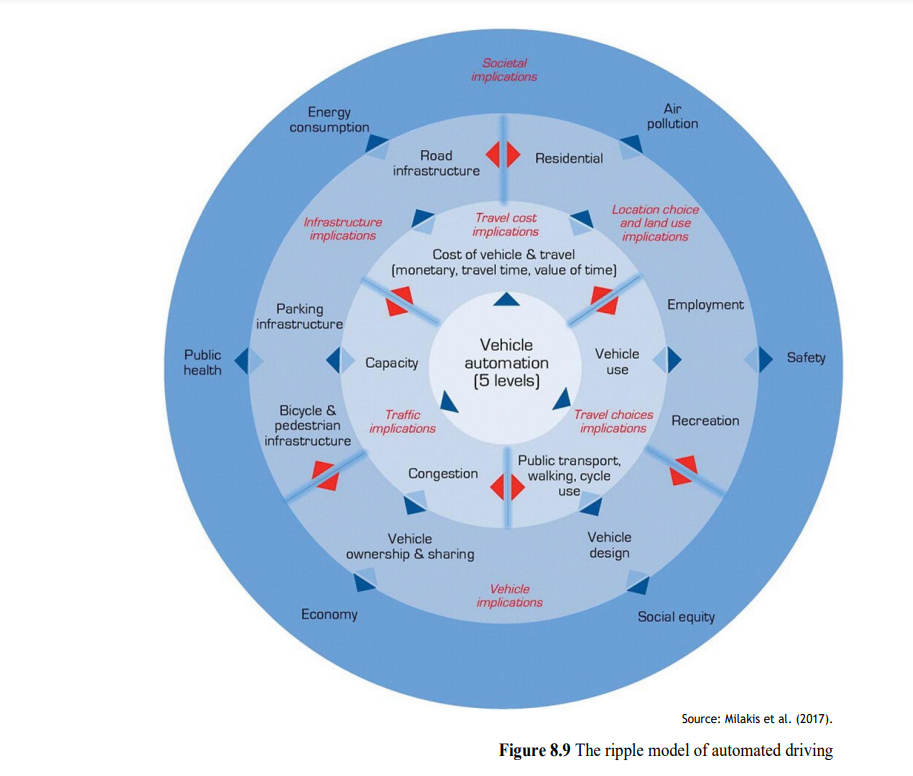 Societal
implications
Energy
consumption
Air
pollution
Road
infrastructure
Residential
Infrastructure
implications
Travel cost
implications
Location choice
and land use
implications
Cost of vehicle & travel
(monetary, travel time, value of time)
Parking
infrastructure
Employment
Public
health
Capacity
Vehicle
automation
(5 levels)
Vehicle
use
Safety
Bicycle &
pedestrian
infrastructure
Traffic
implications
Travel choices
implications
Recreation
Congestion
Public transport,
walking, cycle
use
Vehicle
ownership & sharing
Vehicle
design
Vehicle
implications
Economy
Social equity
Source: Milakis et al. (2017).
Figure 8.9 The ripple model of automated driving